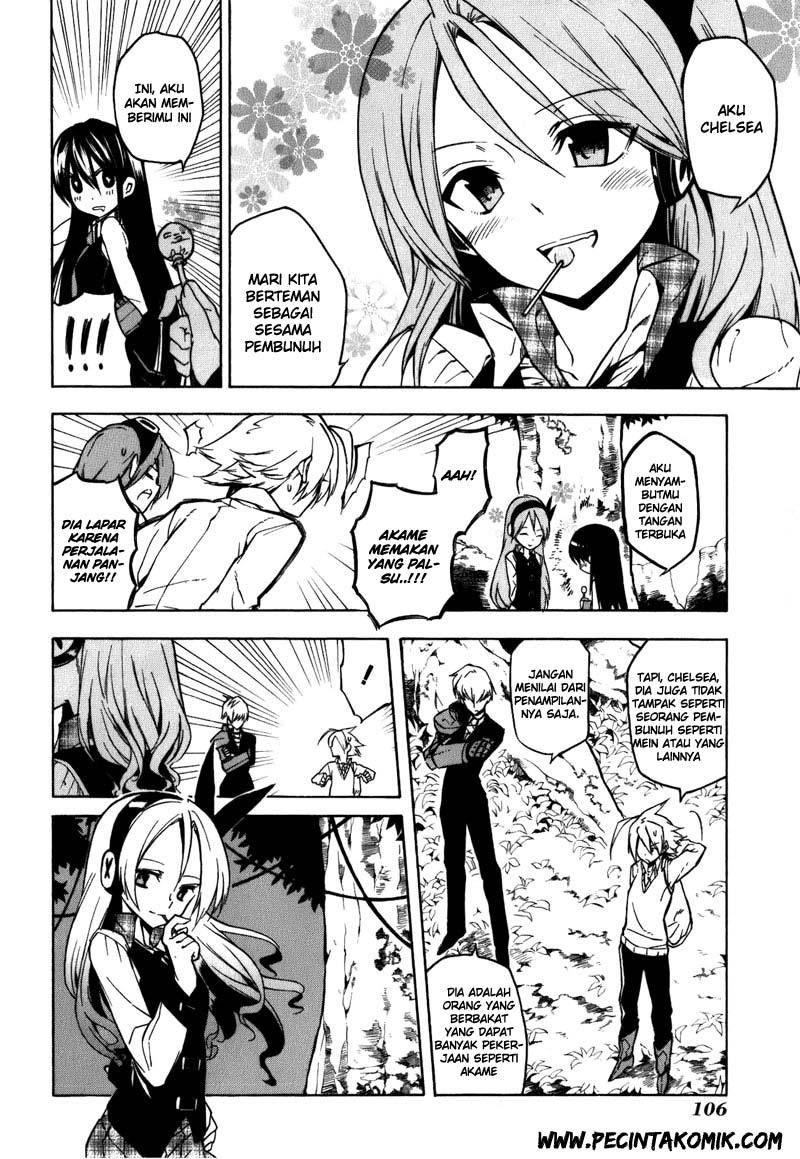 AKU
CHELSEA
MARI KITA
BERTEMAN
SEBAGAI
SESAMA
PEMBUNUH
INI, AKU
AKAN MEM-
BERIMU INI
!!!
AKU
MENYAM-
BUTMU
DENGAN
TANGAN
TERBUKA
AAH!
AKAME
MEMAKAN
YANG PAL-
SU..!!!
DIA LAPAR
KARENA
PERJALA-
NAN PAN-
JANG!!
TAPI, CHELSEA,
DIA JUGA TIDAK
TAMPAK SEPERTI
SEORANG PEM-
BUNUH SEPERTI
MEIN ATAU YANG
LAINNYA
JANGAN
MENILAI DARI
PENAMPILAN-
NYA SAJA.
DIA ADALAH
ORANG YANG
BERBAKAT
YANG DAPAT
BANYAK PEKER-
JAAN SEPERTI
AKAME
!
106
WWW.PECINTAKOMIK.COM